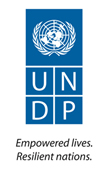 U N
D P
Empowered lives.
Resilient nations.